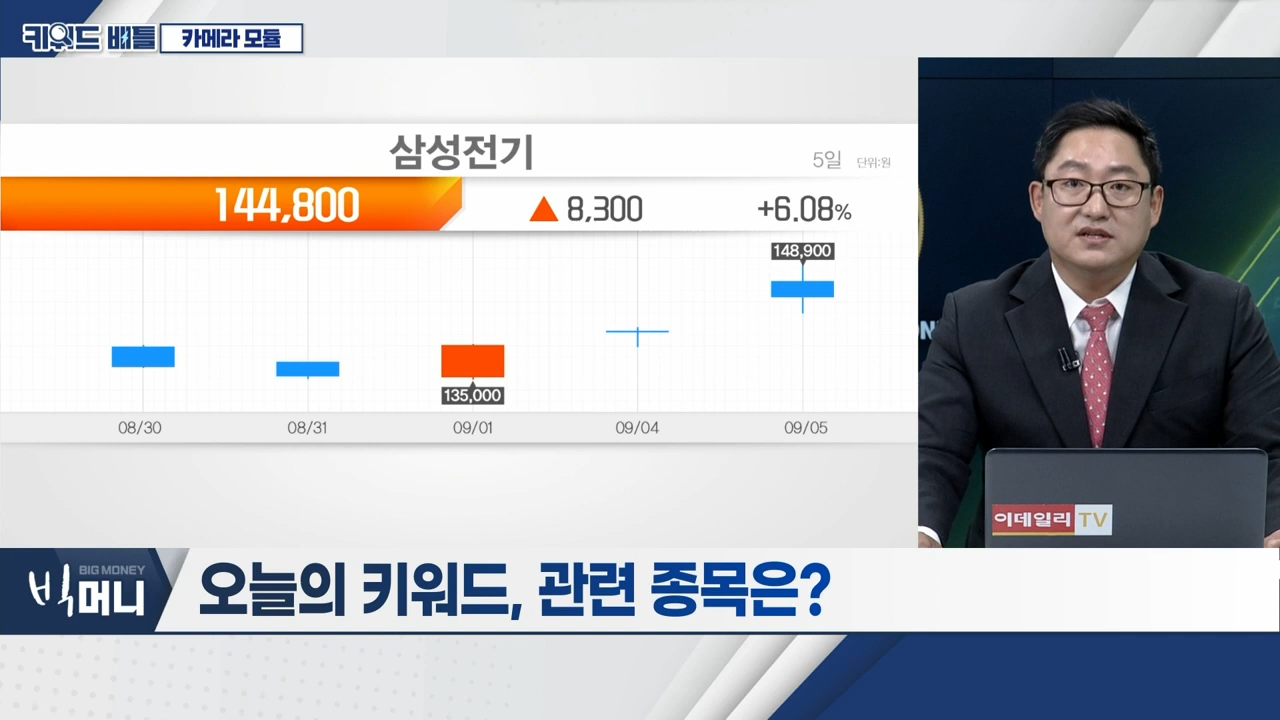 키워드 배틀 카메라 모듈
삼성전기
5일 단위:원
144,800 ▲ 8,300 +6.08%
148,900
135,000
08/30 08/31 09/01 09/04 09/05
이데일리TV
BIG MONEY
빅머니
오늘의 키워드, 관련 종목은?